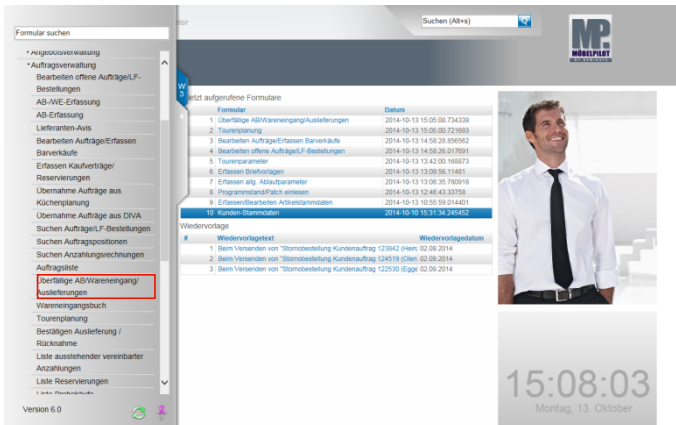 tor
Suchen (Alt+s)
MP
MÖBELPILOT
Formular suchen
Angebotsverwaltung
Auftragsverwaltung
Bearbeiten offene Aufträge/LF-
Bestellungen
AB-/WE-Erfassung
AB-Erfassung
Lieferanten-Avis
Bearbeiten Aufträge/Erfassen
Barverkäufe
Erfassen Kaufverträge/
Reservierungen
Übernahme Aufträge aus
Küchenplanung
Übernahme Aufträge aus DIVA
Suchen Aufträge/LF-Bestellungen
Suchen Auftragspositionen
Suchen Anzahlungsrechnungen
Auftragsliste
Überfällige AB/Wareneingang/
Auslieferungen
Wareneingangsbuch
Tourenplanung
Bestätigen Auslieferung /
Rücknahme
Liste ausstehender vereinbarter
Anzahlungen
Liste Reservierungen
Liste Probekäufe
Version 6.0
W
3
letzt aufgerufene Formulare
Formular Datum
1 Überfällige AB/Wareneingang/Auslieferungen 2014-10-13 15:05:08.734339
2 Tourenplanung 2014-10-13 15:05:00.721693
3 Bearbeiten Aufträge/Erfassen Barverkäufe 2014-10-13 14:58:28.856562
4 Bearbeiten offene Aufträge/LF-Bestellungen 2014-10-13 14:58:26.017691
5 Tourenparameter 2014-10-13 13:42:00.168873
6 Erfassen Briefvorlagen 2014-10-13 13:09:56.11481
7 Erfassen allg. Ablaufparameter 2014-10-13 13:08:35.780918
8 Programmstand/Patch einlesen 2014-10-13 12:46:43.33758
9 Erfassen/Bearbeiten Artikelstammdaten 2014-10-13 10:55:59.014401
10 Kunden-Stammdaten 2014-10-10 15:31:34.245452
Wiedervorlage
# Wiedervorlagetext Wiedervorlagedatum
1 Beim Versenden von "Stornobestellung Kundenauftrag 123842 (Hein: 02.09.2014
2 Beim Versenden von "Stornobestellung Kundenauftrag 124519 (Olen 02.09.2014
3 Beim Versenden von "Stornobestellung Kundenauftrag 122530 (Egge 02.09.2014
15:08:03
Montag, 13. Oktober